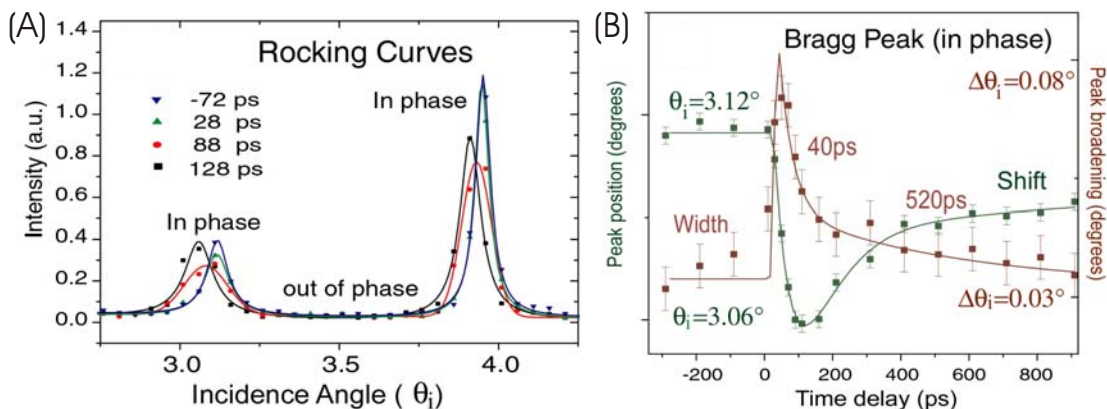 (A)
Rocking Curves
-72 ps
28 ps
88 ps
128 ps
In phase
In phase
out of phase
Intensity (a.u.)
1.4
1.2
1.0
0.8
0.6
0.4
0.2
0.0
3.0
3.5
4.0
Incidence Angle ( θi)
(B)
Bragg Peak (in phase)
θi=3.12°
Δθi=0.08°
40ps
520ps
Shift
Width
θi=3.06°
Δθi=0.03°
Peak position (degrees)
Peak broadening (degrees)
-200
0
200
400
600
800
Time delay (ps)